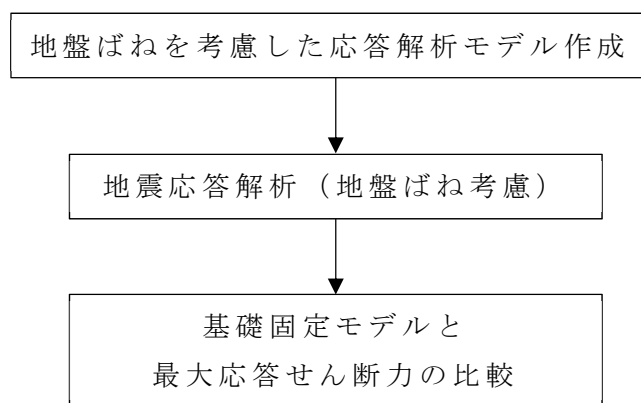 地盤ばねを考慮した応答解析モデル作成
地震応答解析（地盤ばね考慮）
基礎固定モデルと
最大応答せん断力の比較